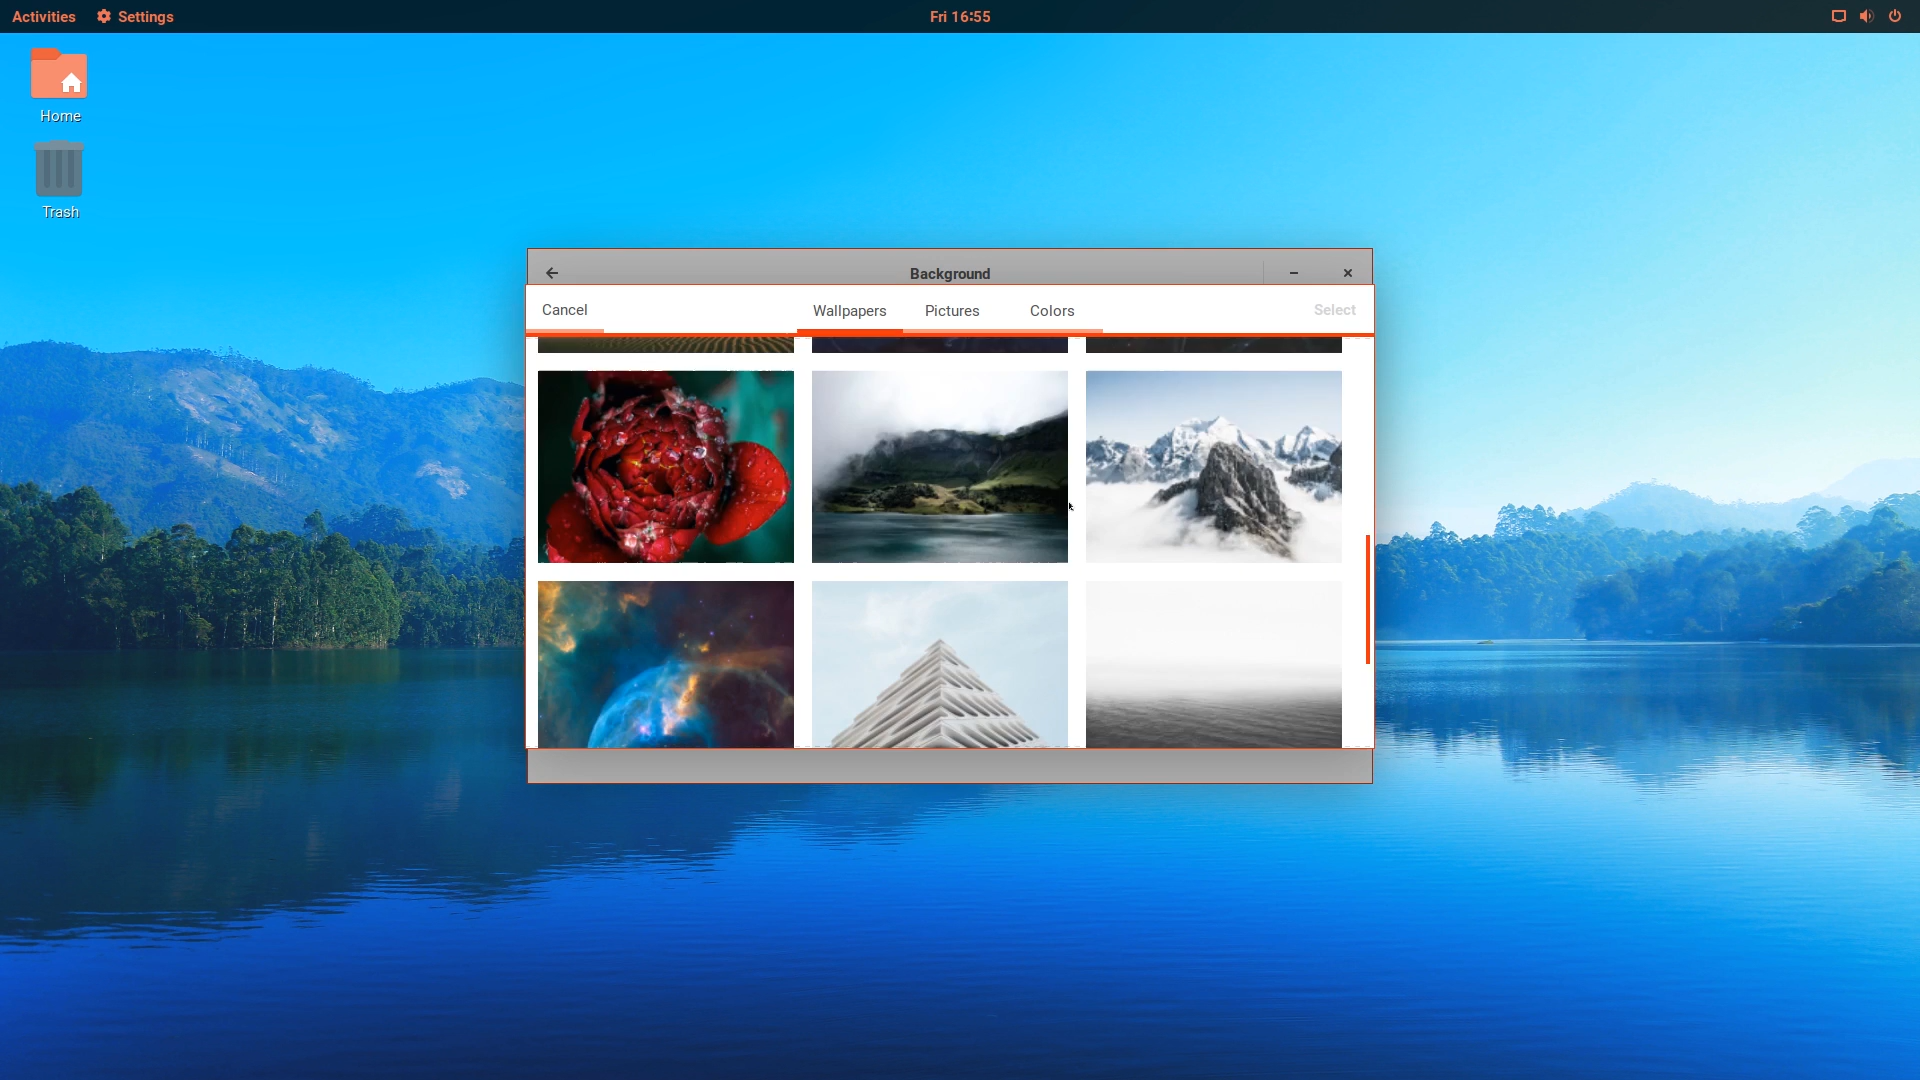 Activities Settings Fri 16:55
Home
Trash
Background
Cancel Wallpapers Pictures Colors Select